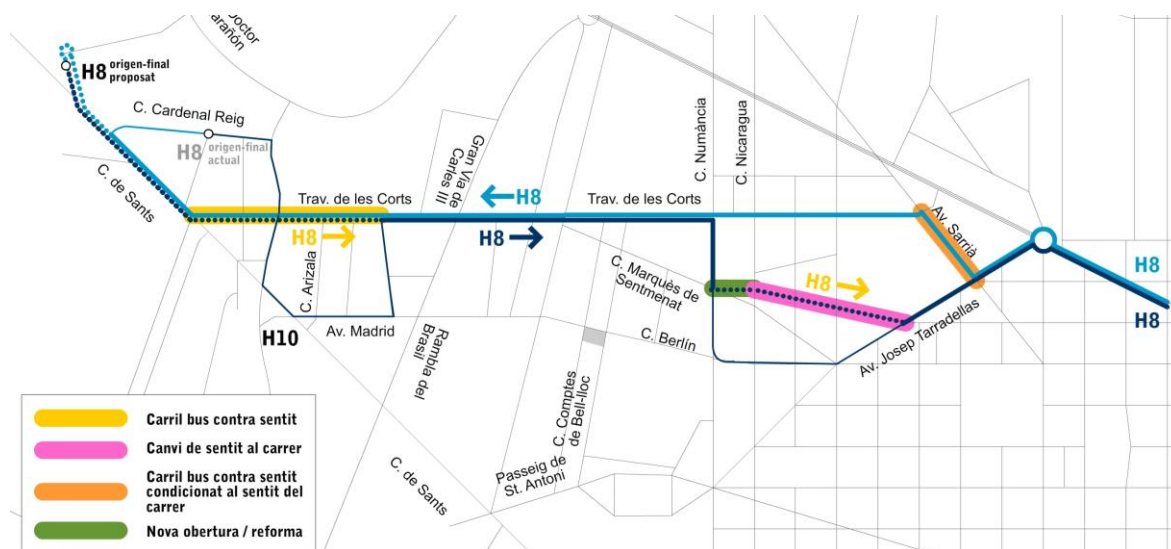 Doctor
H8 origen-final
proposat
C. Cardenal Reig
H8 origen-final
actual
C. de Sants
Trav. de les Corts
H8
C. Arizala
Av. Madrid
H10
Gran Via de
Carles III
H8
H8
Trav. de les Corts
C. Numància
C. Nicaragua
Av. Sarrià
H8
C. Marquès de
Sentmenat
C. Berlín
Av. Josep Tarradellas
H8
H8
Rambla del
Brasil
C. Comptes
de Bell-lloc
Passeig de
St. Antoni
C. de Sants
Carril bus contra sentit
Canvi de sentit al carrer
Carril bus contra sentit
condicionat al sentit del
carrer
Nova obertura / reforma